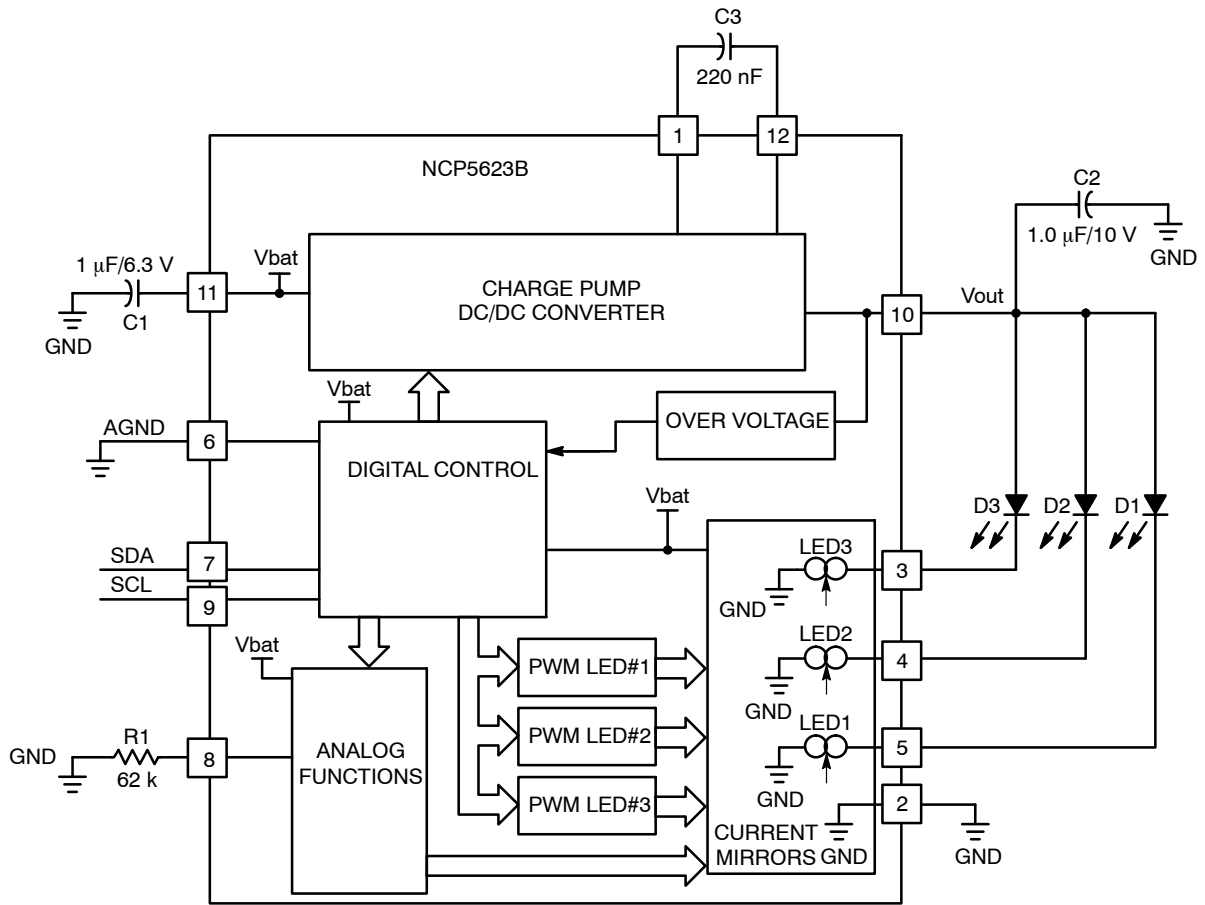 C3
220 nF
1
12
NCP5623B
C2
1.0 μF/10 V
GND
1 μF/6.3 V
Vbat
11
C1
GND
CHARGE PUMP
DC/DC CONVERTER
Vout
10
Vbat
AGND
6
OVER VOLTAGE
DIGITAL CONTROL
Vbat
D3
D2
D1
SDA
7
SCL
9
LED3
3
GND
Vbat
PWM LED#1
LED2
4
GND
PWM LED#2
LED1
5
GND
GND
R1
62 k
8
ANALOG
FUNCTIONS
PWM LED#3
2
CURRENT
MIRRORS
GND
GND